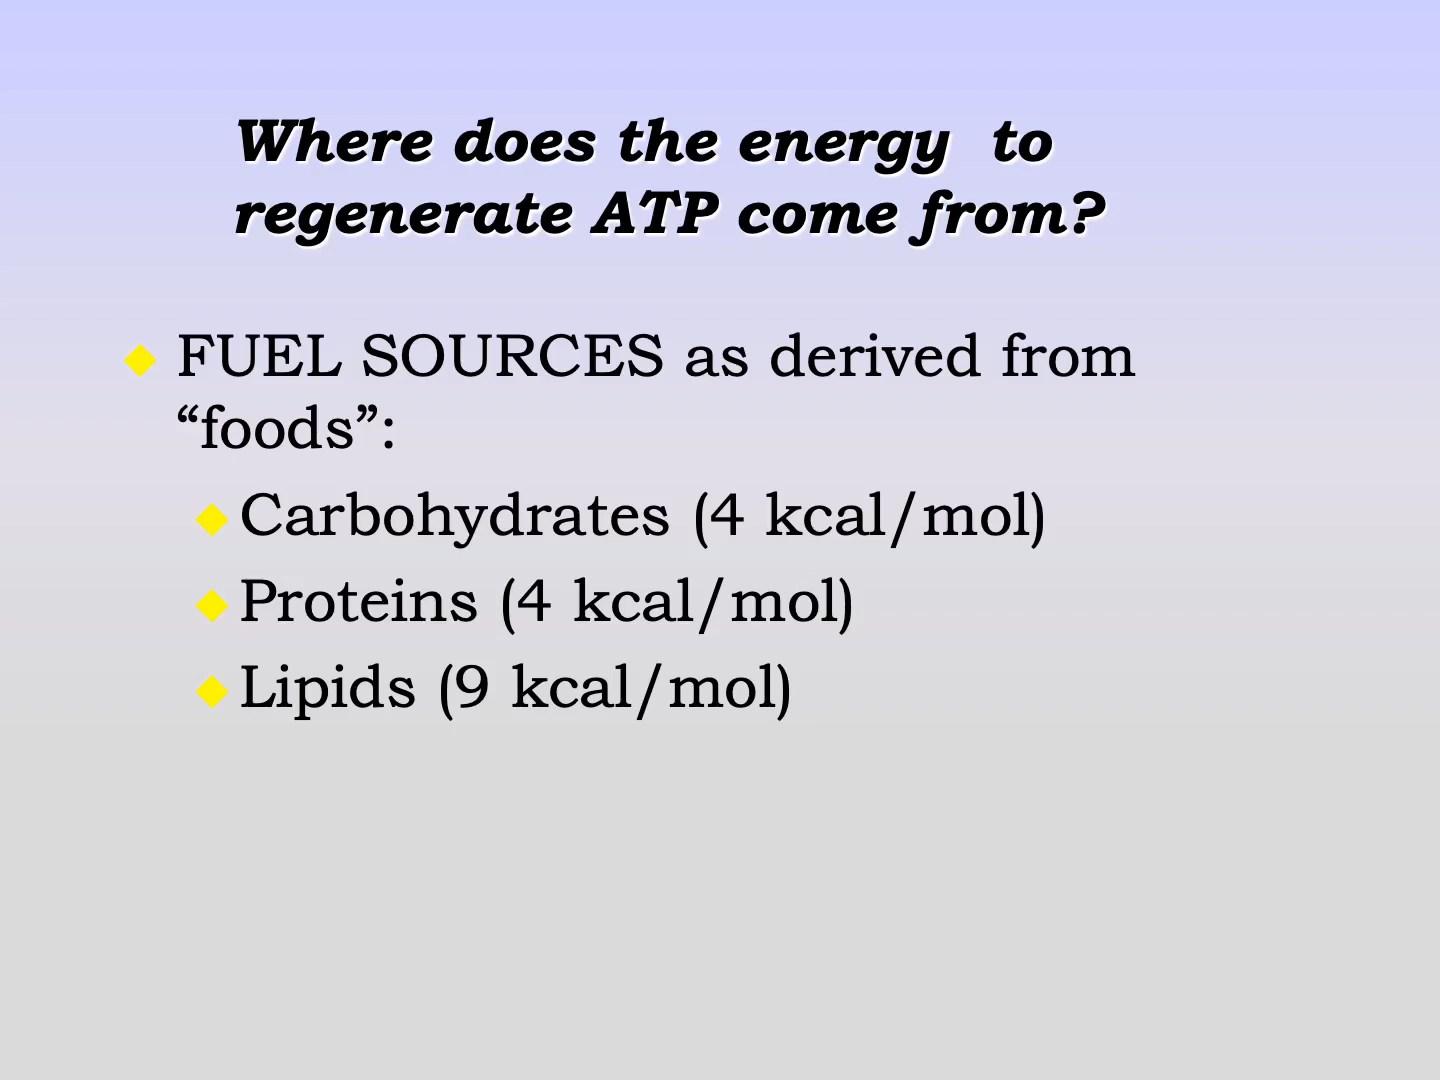 Where does the energy  to
regenerate ATP come from?
FUEL SOURCES as derived from
“foods”:
Carbohydrates (4 kcal/mol)
Proteins (4 kcal/mol)
Lipids (9 kcal/mol)